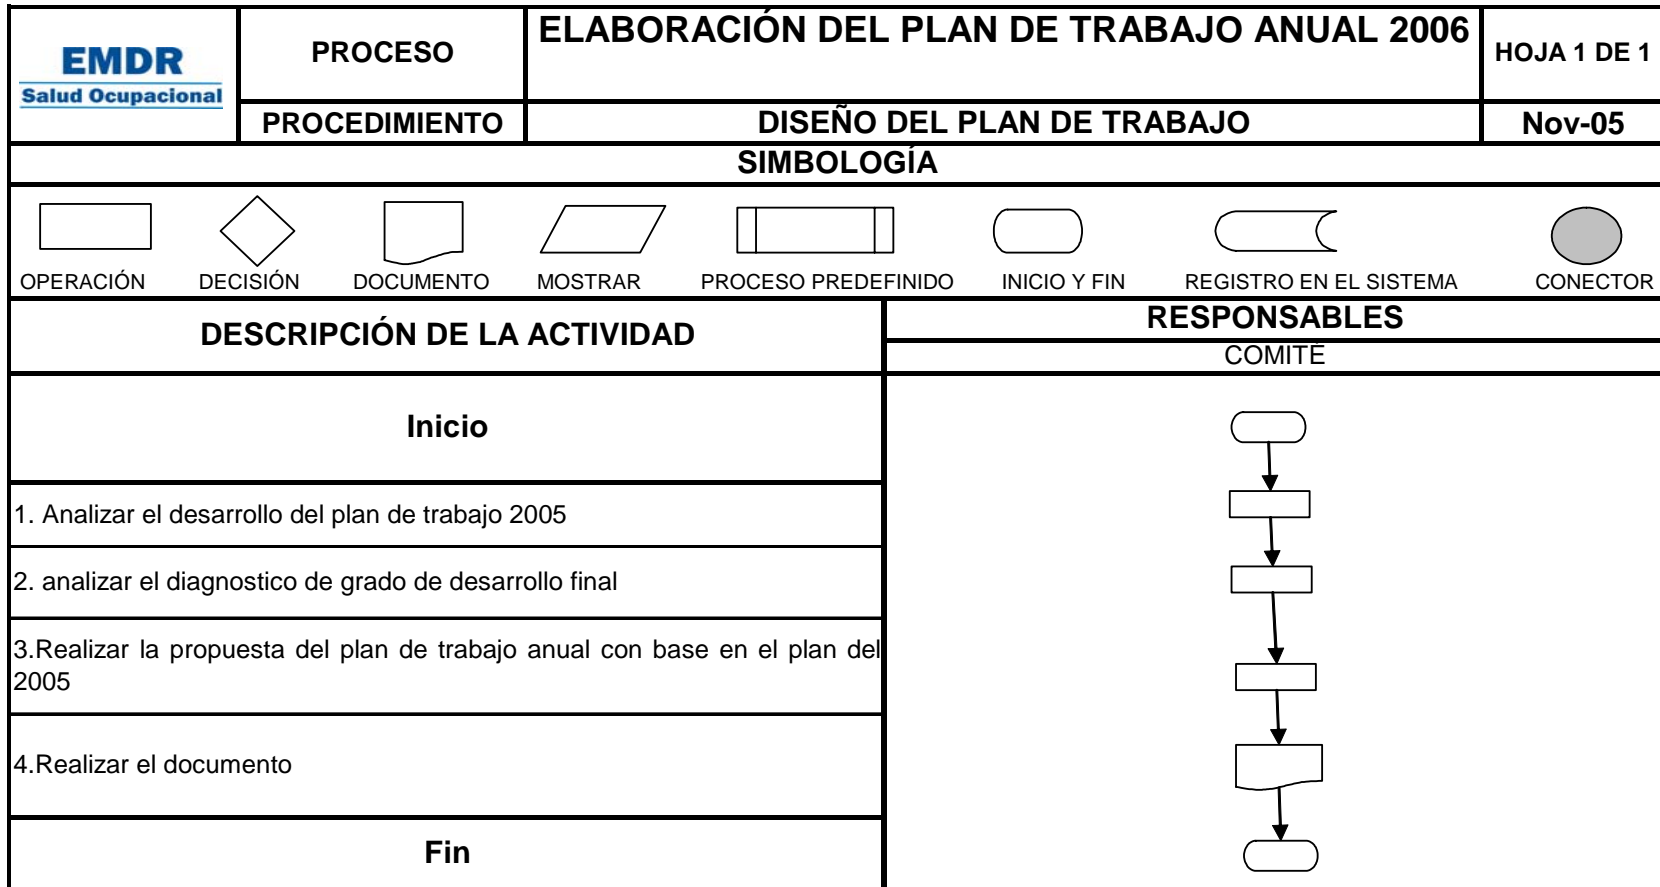 EMDR
Salud Ocupacional
PROCESO
ELABORACIÓN DEL PLAN DE TRABAJO ANUAL 2006
HOJA 1 DE 1
PROCEDIMIENTO
DISEÑO DEL PLAN DE TRABAJO
Nov-05
SIMBOLOGÍA
OPERACIÓN
DECISIÓN
DOCUMENTO
MOSTRAR
PROCESO PREDEFINIDO
INICIO Y FIN
REGISTRO EN EL SISTEMA
CONECTOR
DESCRIPCIÓN DE LA ACTIVIDAD
RESPONSABLES
COMITÉ
Inicio
1. Analizar el desarrollo del plan de trabajo 2005
2. analizar el diagnostico de grado de desarrollo final
3.Realizar la propuesta del plan de trabajo anual con base en el plan del
2005
4.Realizar el documento
Fin